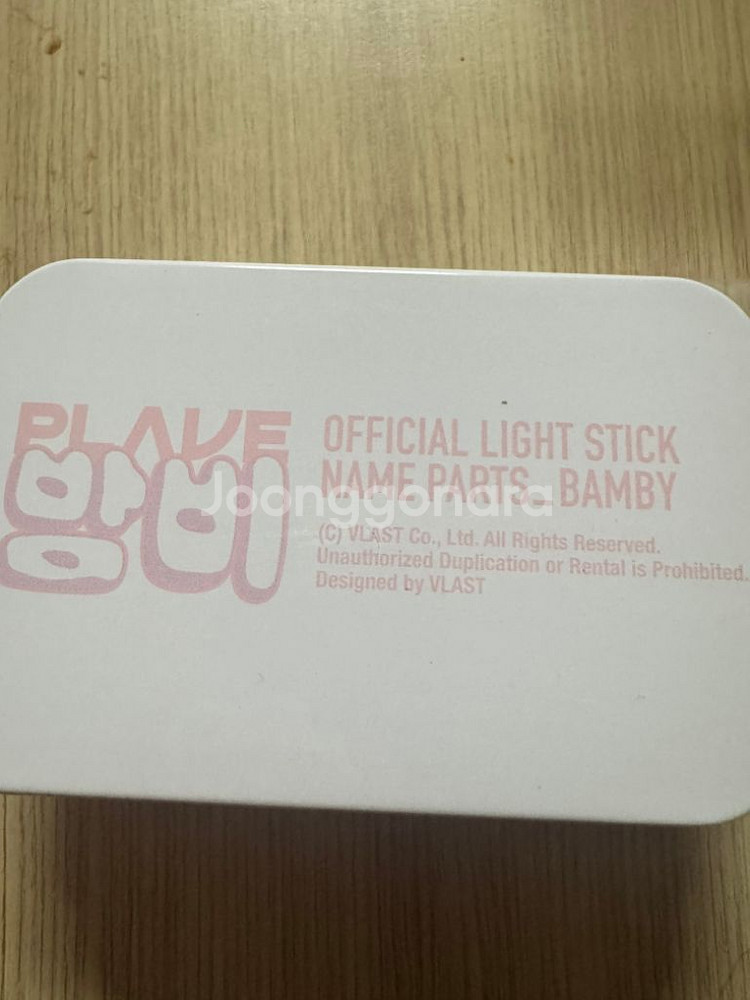 PLAVE
밤비
OFFICIAL LIGHT STICK
NAME PARTS_BAMBY
Joonggonara
(C) VLAST Co., Ltd. All Rights Reserved.
Unauthorized Duplication or Rental is Prohibited.
Designed by VLAST